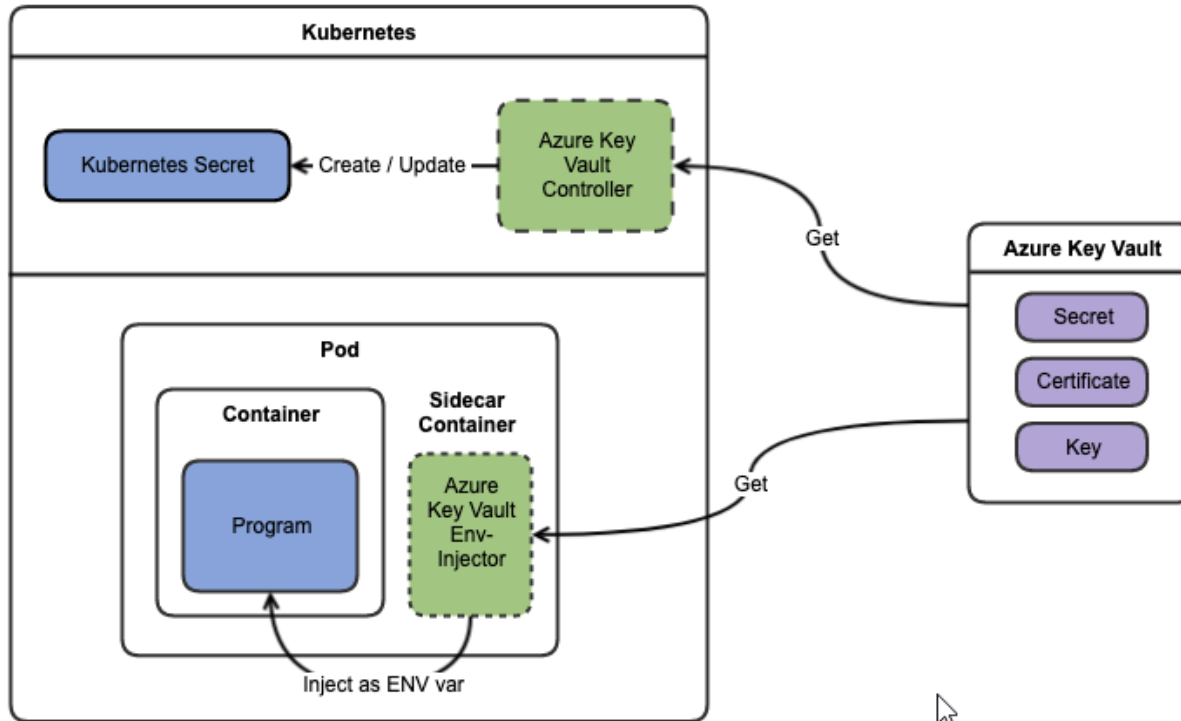 Kubernetes
Kubernetes Secret
Create / Update
Azure Key
Vault
Controller
Get
Azure Key Vault
Secret
Certificate
Key
Pod
Container
Program
Sidecar
Container
Azure
Key Vault
Env-
Injector
Get
Inject as ENV var